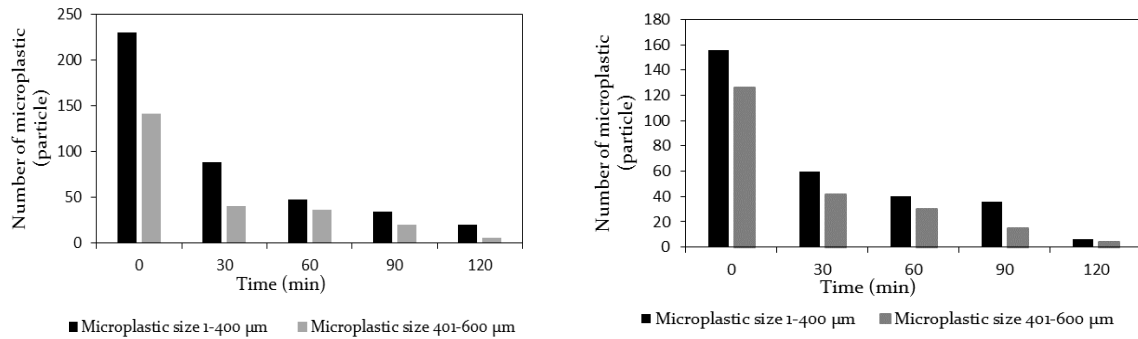 Number of microplastic
(particle)
250
200
150
100
50
0
0 30 60 90 120
Time (min)
Microplastic size 1-400 µm Microplastic size 401-600 µm
Number of microplastic
(particle)
180
160
140
120
100
80
60
40
20
0
0 30 60 90 120
Time (min)
Microplastic size 1-400 µm Microplastic size 401-600 µm